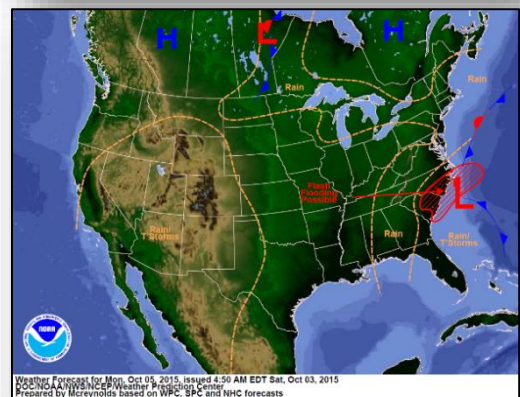 H
L
H
Rain
Rain
Flash
Flooding
Possible
L
Rain/
T'Storms
Rain
Rain/
T'Storms
NOAA
Weather Forecast for Mon, Oct 05, 2015, issued 4:50 AM EDT Sat, Oct 03, 2015
DOC/NOAA/NWS/NCEP/Weather Prediction Center
Prepared by Mcreynolds based on WPC, SPC and NHC forecasts